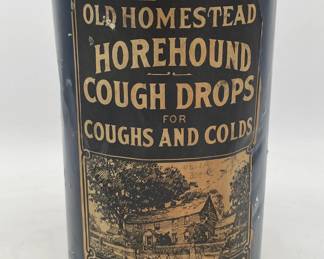 OLD HOMESTEAD
HOREHOUND
COUGH DROPS
FOR
COUGHS AND COLDS